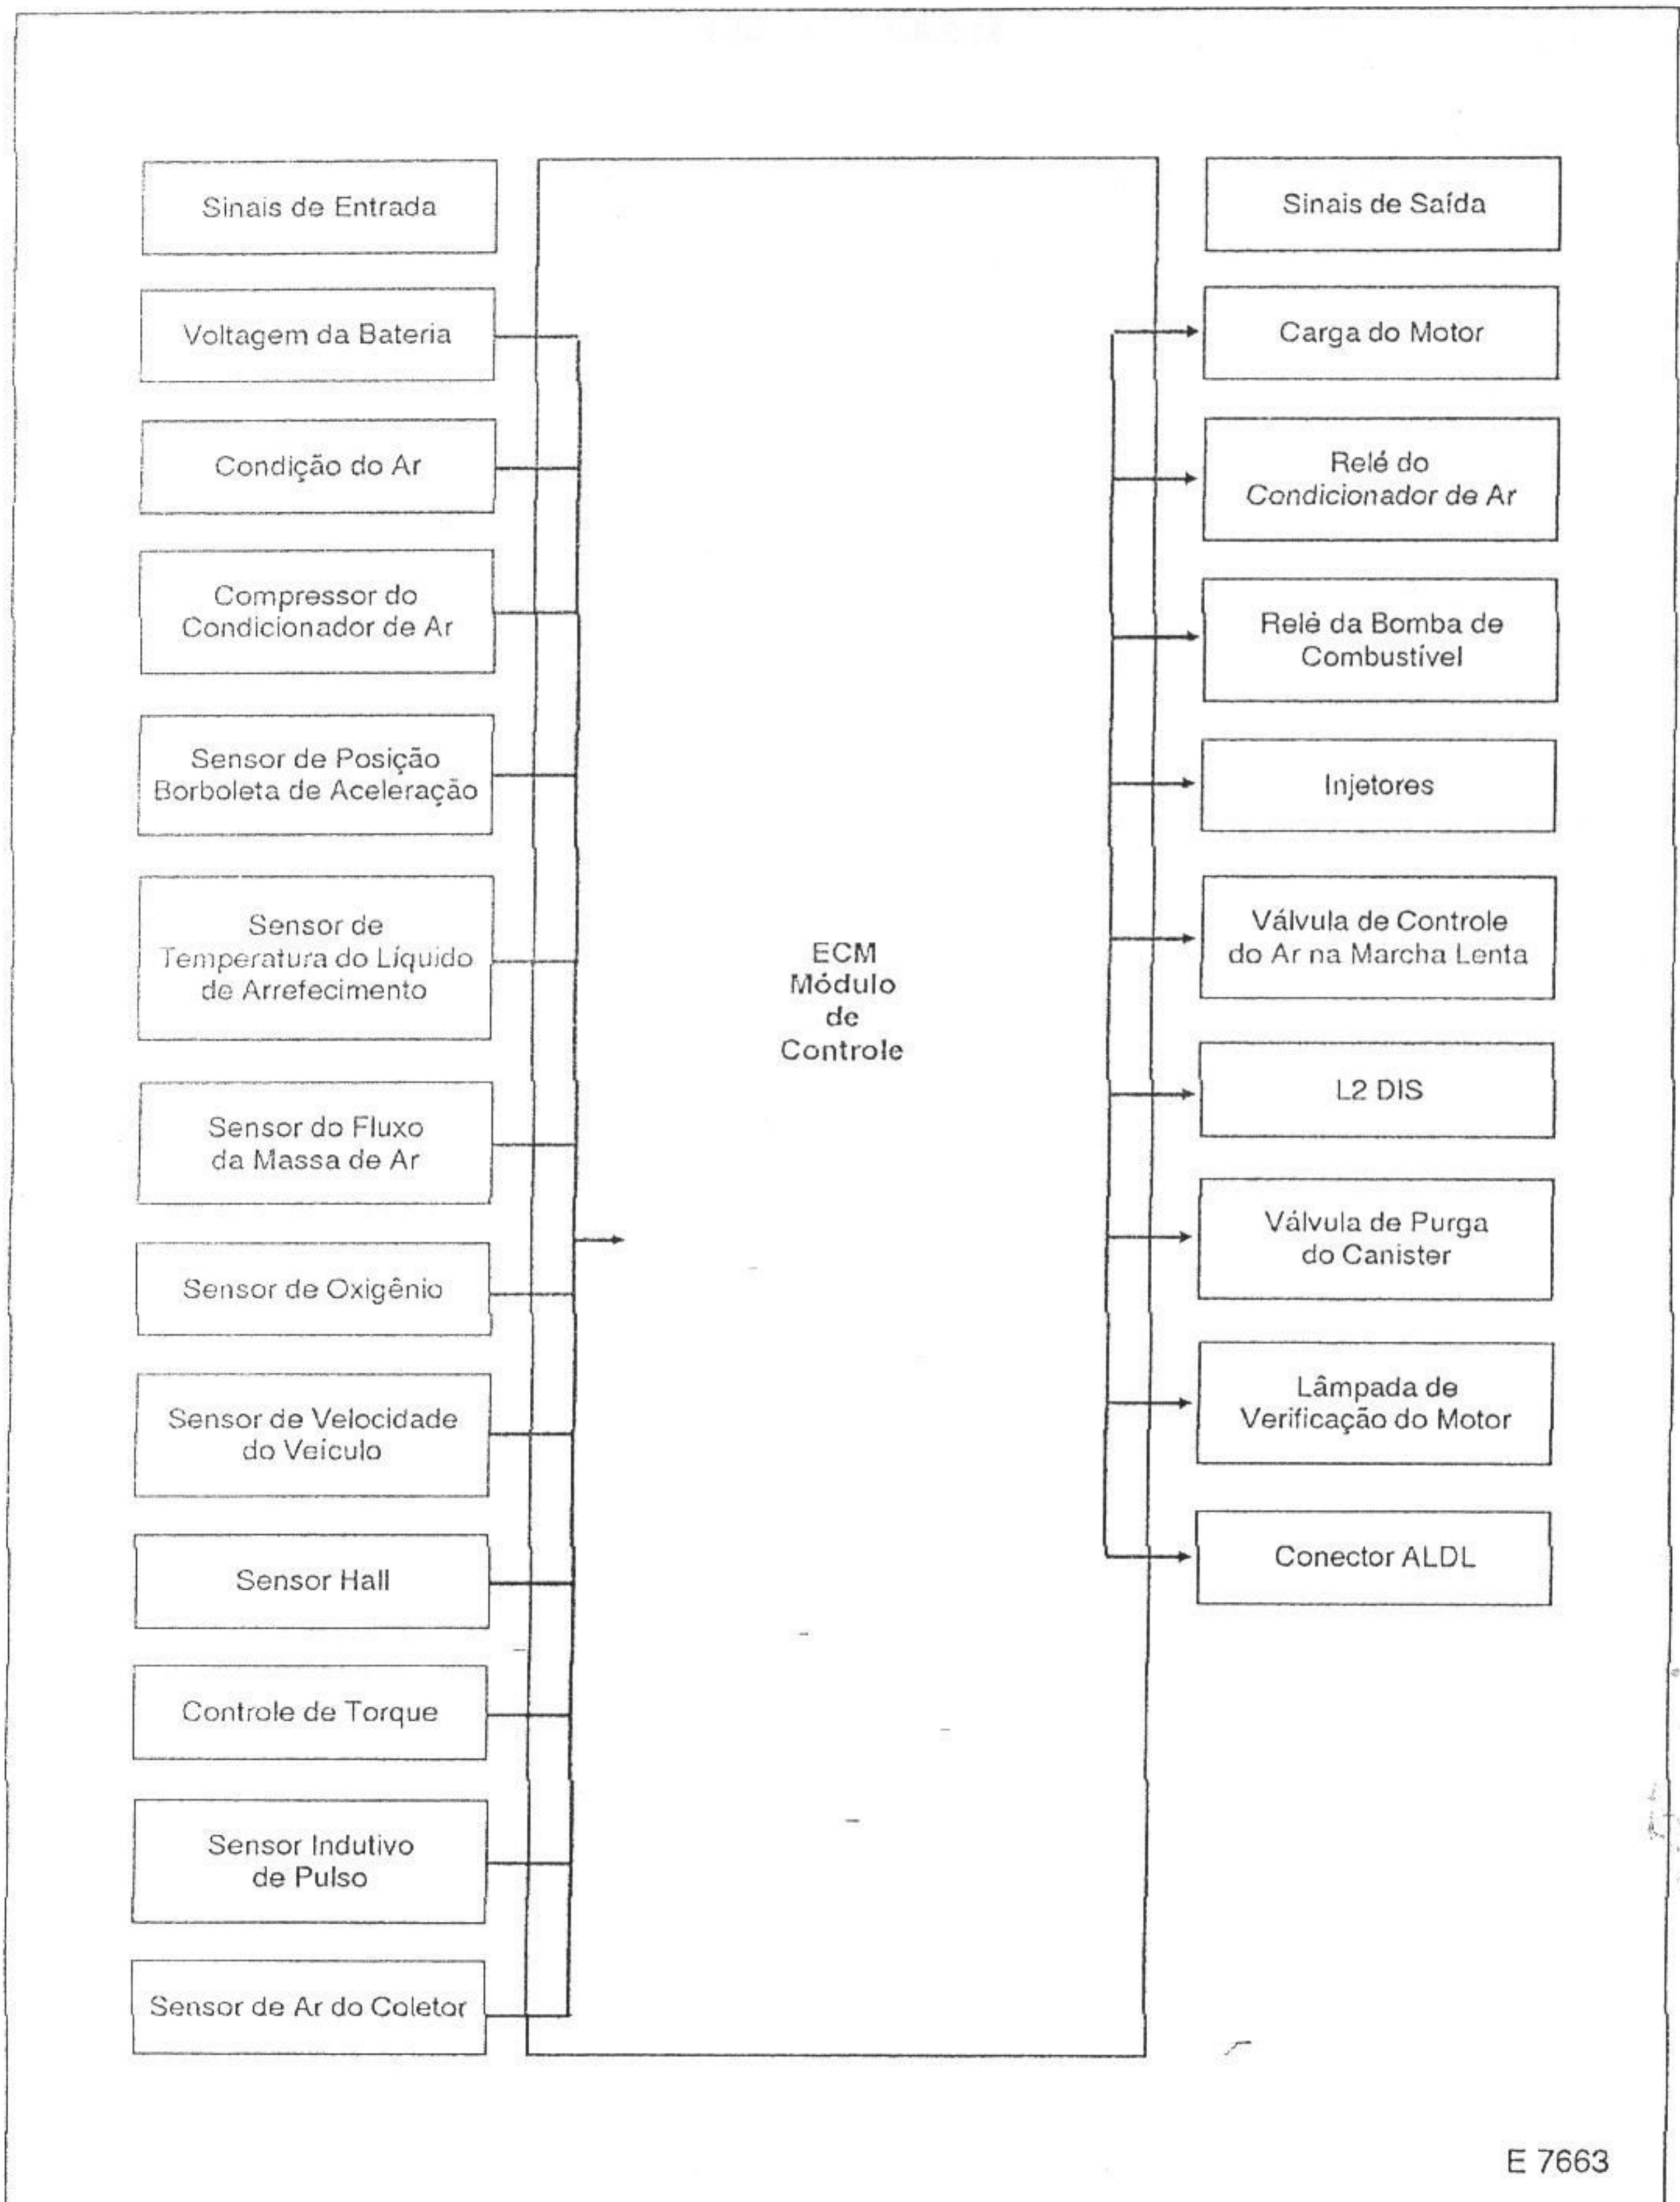 Sinais de Entrada
Voltagem da Bateria
Condição do Ar
Compressor do
Condicionador de Ar
Sensor de Posição
Borboleta de Aceleração
Sensor de
Temperatura do Líquido
de Arrefecimento
Sensor do Fluxo
da Massa de Ar
Sensor de Oxigênio
Sensor de Velocidade
do Veículo
Sensor Hall
Controle de Torque
Sensor Indutivo
de Pulso
Sensor de Ar do Coletor
ECM
Módulo
de
Controle
Sinais de Saída
Carga do Motor
Relé do
Condicionador de Ar
Relé da Bomba de
Combustível
Injetores
Válvula de Controle
do Ar na Marcha Lenta
L2 DIS
Válvula de Purga
do Canister
Lâmpada de
Verificação do Motor
Conector ALDL
E 7663